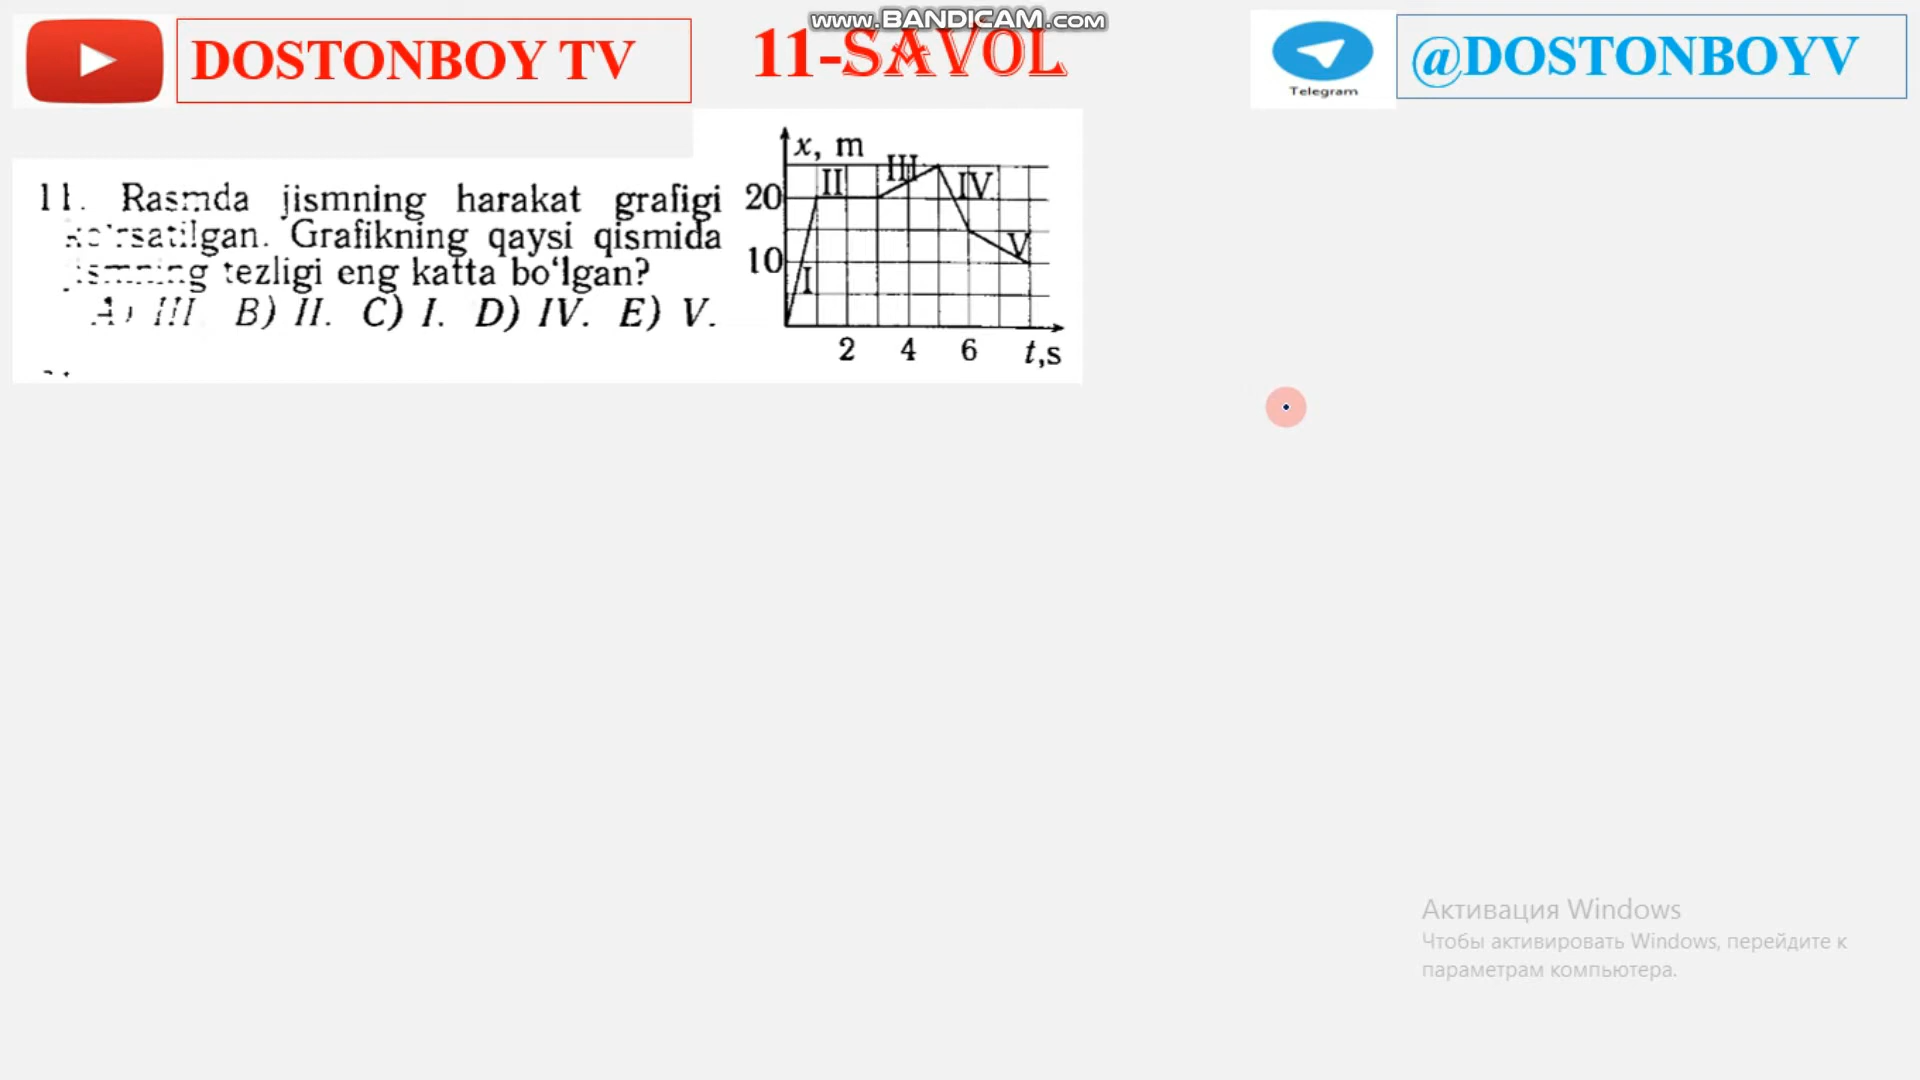 www.BANDICAM.com
DOSTONBOY TV
11-SAVOL
Telegram
@DOSTONBOYV
11. Rasmda jismning harakat grafigi
ko'rsatilgan. Grafikning qaysi qismida
jismning tezligi eng katta bo'lgan?
A) III. B) II. C) I. D) IV. E) V.
x, m
20
10
I
II
III
IV
V
2 4 6 t,s
Активация Windows
Чтобы активировать Windows, перейдите к
параметрам компьютера.